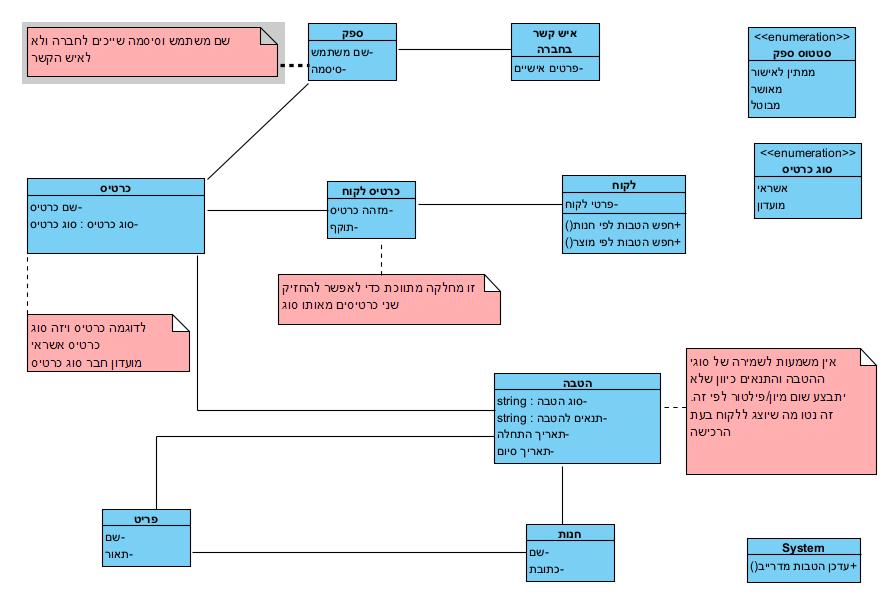 שם משתמש וסיסמה שייכים לחברה ולא
לאיש הקשר
ספק
-שם משתמש
-סיסמה
איש קשר
בחברה
-פרטים אישיים
<<enumeration>>
סטטוס ספק
ממתין לאישור
מאושר
מבוטל
<<enumeration>>
סוג כרטיס
אשראי
מועדון
כרטיס
-שם כרטיס
-סוג כרטיס : סוג כרטיס
כרטיס לקוח
-מזהה כרטיס
-תוקף
לקוח
-פרטי לקוח
+חפש הטבות לפי חנות()
+חפש הטבות לפי מוצר()
זו מחלקה מתווכת כדי לאפשר להחזיק
שני כרטיסים מאותו סוג
לדוגמה כרטיס ויזה סוג
כרטיס אשראי
מועדון חבר סוג כרטיס
הטבה
-סוג הטבה : string
-תנאים להטבה : string
-תאריך התחלה
-תאריך סיום
אין משמעות לשמירה של סוגי
ההטבה והתנאים כיוון שלא
יתבצע שום מיון/פילטור לפי זה.
זה נטו מה שיוצג ללקוח בעת
הרכישה
פריט
-שם
-תאור
חנות
-שם
-כתובת
System
+עדכן הטבות מדרייב()